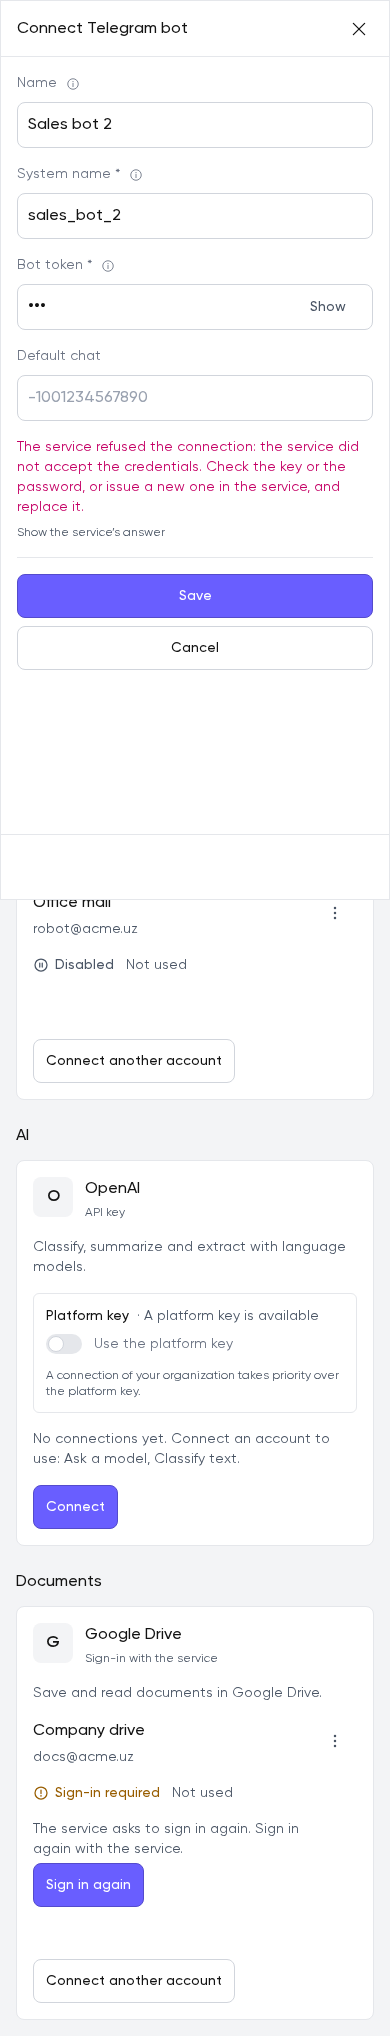 Connect Telegram bot
Name
Sales bot 2
System name *
sales_bot_2
Bot token *
•••
Show
Default chat
-1001234567890
The service refused the connection: the service did
not accept the credentials. Check the key or the
password, or issue a new one in the service, and
replace it.
Show the service's answer
Save
Cancel
Office mail
robot@acme.uz
Disabled Not used
Connect another account
AI
O
OpenAI
API key
Classify, summarize and extract with language
models.
Platform key · A platform key is available
Use the platform key
A connection of your organization takes priority over
the platform key.
No connections yet. Connect an account to
use: Ask a model, Classify text.
Connect
Documents
G
Google Drive
Sign-in with the service
Save and read documents in Google Drive.
Company drive
docs@acme.uz
Sign-in required Not used
The service asks to sign in again. Sign in
again with the service.
Sign in again
Connect another account